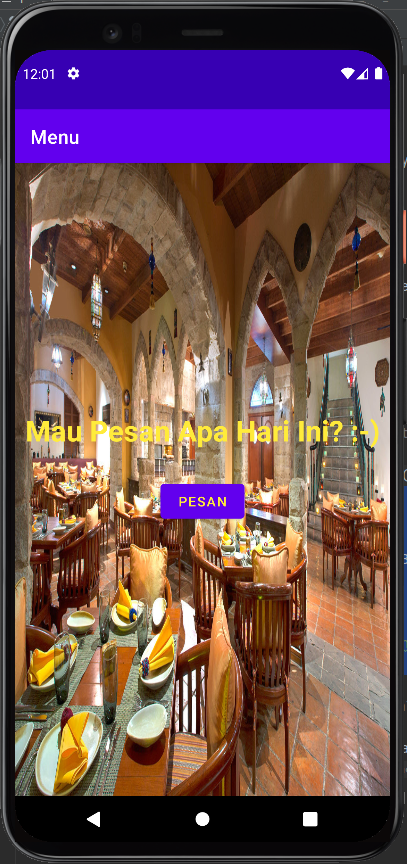 12:01
Menu
Mau Pesan Apa Hari Ini? :-)
PESAN